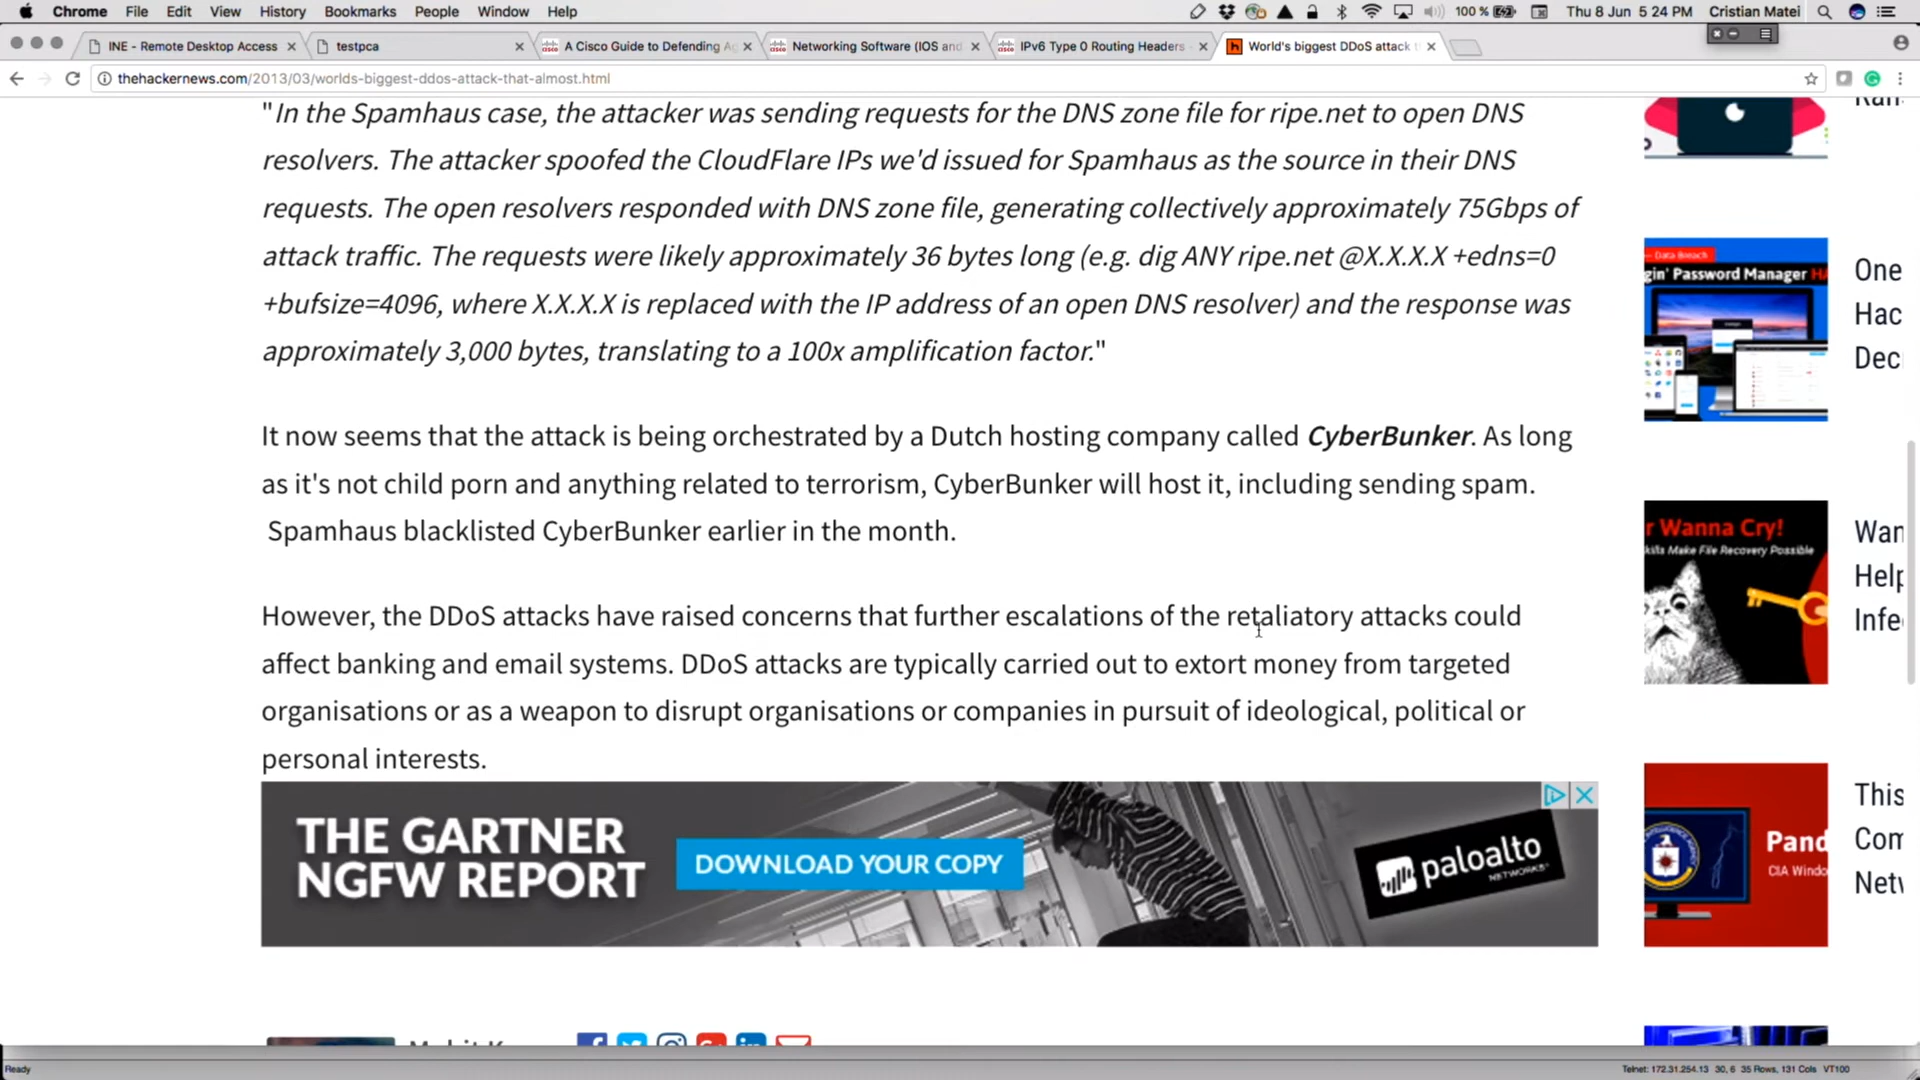 Chrome File Edit View History Bookmarks People Window Help 100 % Thu 8 Jun 5:24 PM Cristian Matei
INE - Remote Desktop Access testpca A Cisco Guide to Defending Networking Software (IOS and IPv6 Type 0 Routing Headers World's biggest DDoS attack
thehackernews.com/2013/03/worlds-biggest-ddos-attack-that-almost.html
"In the Spamhaus case, the attacker was sending requests for the DNS zone file for ripe.net to open DNS
resolvers. The attacker spoofed the CloudFlare IPs we'd issued for Spamhaus as the source in their DNS
requests. The open resolvers responded with DNS zone file, generating collectively approximately 75Gbps of
attack traffic. The requests were likely approximately 36 bytes long (e.g. dig ANY ripe.net @X.X.X.X +edns=0
+bufsize=4096, where X.X.X.X is replaced with the IP address of an open DNS resolver) and the response was
approximately 3,000 bytes, translating to a 100x amplification factor."
It now seems that the attack is being orchestrated by a Dutch hosting company called CyberBunker. As long
as it's not child porn and anything related to terrorism, CyberBunker will host it, including sending spam.
Spamhaus blacklisted CyberBunker earlier in the month.
However, the DDoS attacks have raised concerns that further escalations of the retaliatory attacks could
affect banking and email systems. DDoS attacks are typically carried out to extort money from targeted
organisations or as a weapon to disrupt organisations or companies in pursuit of ideological, political or
personal interests.
THE GARTNER
NGFW REPORT
DOWNLOAD YOUR COPY
paloalto
NETWORKS
Data Breach
gin' Password Manager
One
Hac
Dec
r Wanna Cry!
kills Make File Recovery Possible
Wan
Help
Infe
Pand
CIA Windo
This
Com
Netw
Ready
Telnet: 172.31.254.13 30, 6 35 Rows, 131 Cols VT100